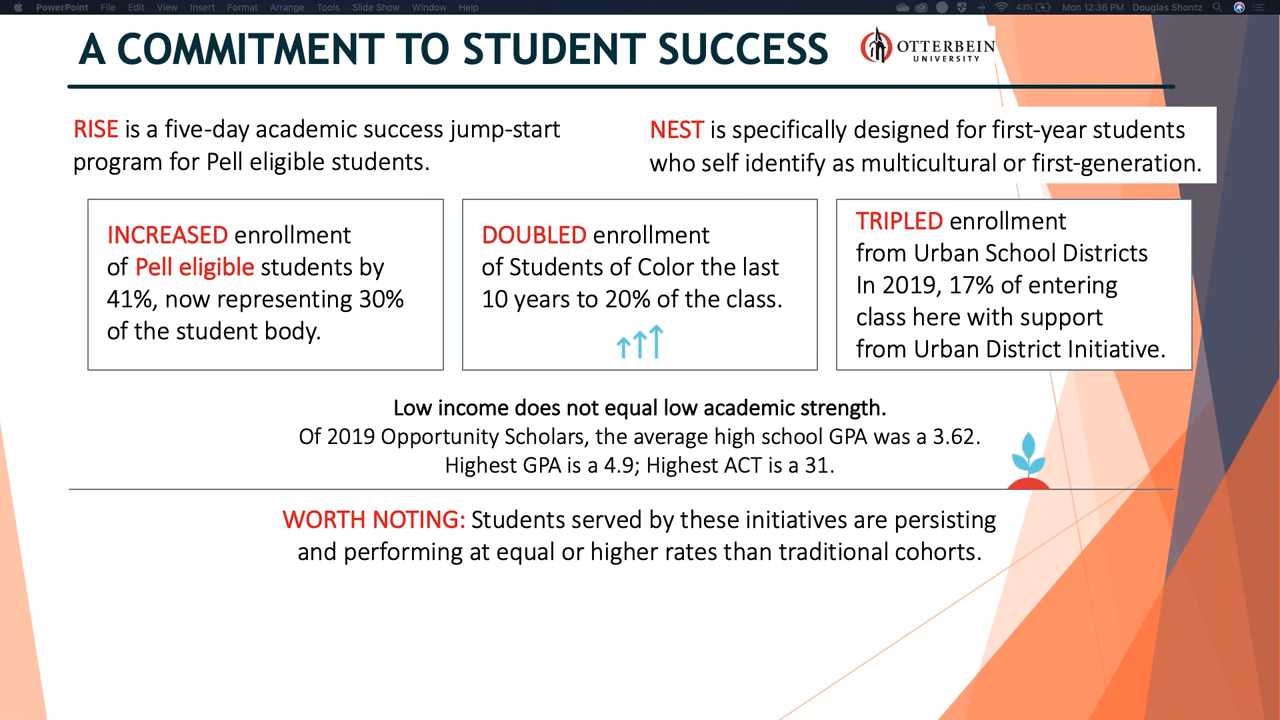 PowerPoint File Edit View Insert Format Arrange Tools Slide Show Window Help 43% Mon 12:36 PM Douglas Shontz
A COMMITMENT TO STUDENT SUCCESS
OTTERBEIN
UNIVERSITY
RISE is a five-day academic success jump-start
program for Pell eligible students.
NEST is specifically designed for first-year students
who self identify as multicultural or first-generation.
INCREASED enrollment
of Pell eligible students by
41%, now representing 30%
of the student body.
DOUBLED enrollment
of Students of Color the last
10 years to 20% of the class.
TRIPLED enrollment
from Urban School Districts
In 2019, 17% of entering
class here with support
from Urban District Initiative.
Low income does not equal low academic strength.
Of 2019 Opportunity Scholars, the average high school GPA was a 3.62.
Highest GPA is a 4.9; Highest ACT is a 31.
WORTH NOTING: Students served by these initiatives are persisting
and performing at equal or higher rates than traditional cohorts.